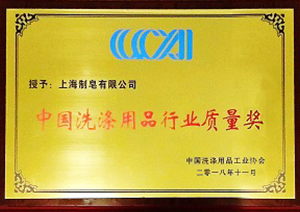 CCCAI
授予：上海制皂有限公司
中国洗涤用品行业质量奖
中国洗涤用品工业协会
二零一八年十一月